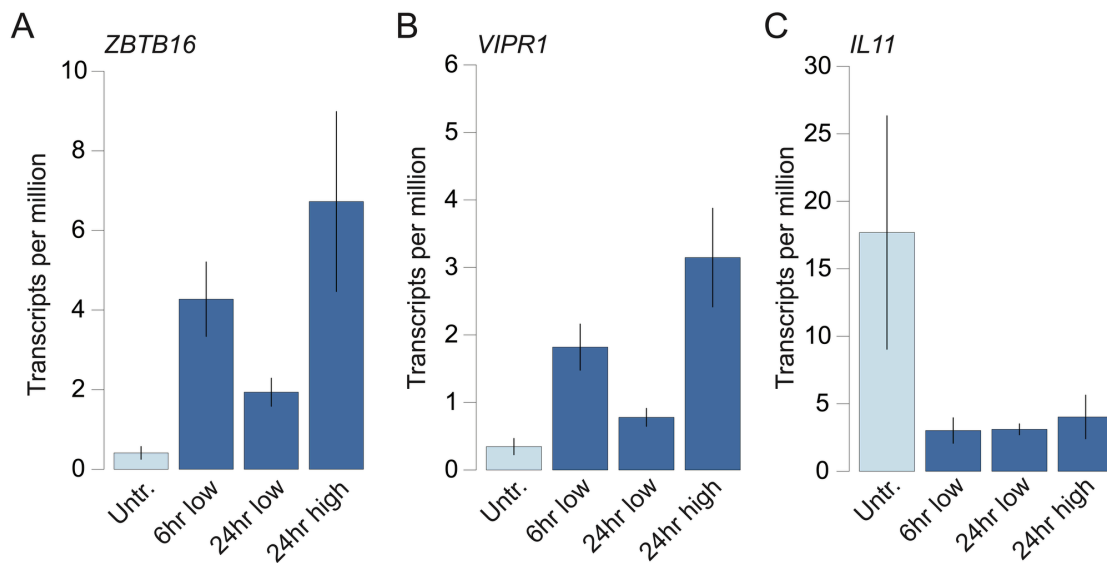 A
ZBTB16
Transcripts per million
10
8
6
4
2
0
Untr.
6hr low
24hr low
24hr high
B
VIPR1
Transcripts per million
6
5
4
3
2
1
0
Untr.
6hr low
24hr low
24hr high
C
IL11
Transcripts per million
30
25
20
15
10
5
0
Untr.
6hr low
24hr low
24hr high